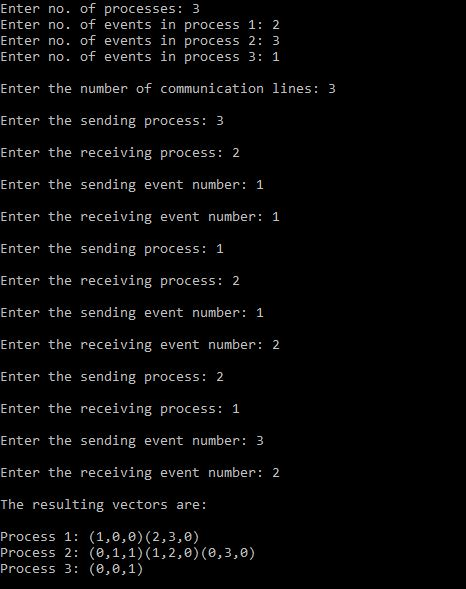 Enter no. of processes: 3
Enter no. of events in process 1: 2
Enter no. of events in process 2: 3
Enter no. of events in process 3: 1
Enter the number of communication lines: 3
Enter the sending process: 3
Enter the receiving process: 2
Enter the sending event number: 1
Enter the receiving event number: 1
Enter the sending process: 1
Enter the receiving process: 2
Enter the sending event number: 1
Enter the receiving event number: 2
Enter the sending process: 2
Enter the receiving process: 1
Enter the sending event number: 3
Enter the receiving event number: 2
The resulting vectors are:
Process 1: (1,0,0)(2,3,0)
Process 2: (0,1,1)(1,2,0)(0,3,0)
Process 3: (0,0,1)